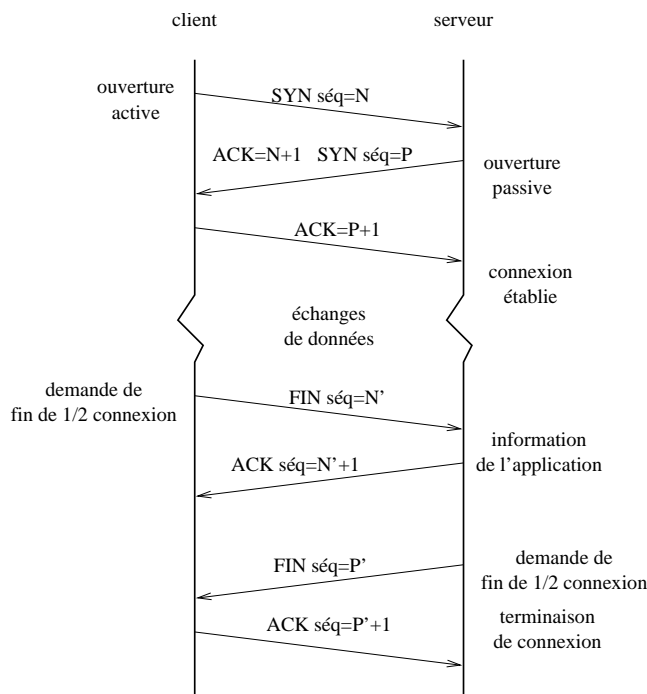 client
serveur
ouverture
active
SYN séq=N
ACK=N+1 SYN séq=P
ouverture
passive
ACK=P+1
connexion
établie
échanges
de données
demande de
fin de 1/2 connexion
FIN séq=N’
information
de l’application
ACK séq=N’+1
demande de
fin de 1/2 connexion
FIN séq=P’
terminaison
de connexion
ACK séq=P’+1